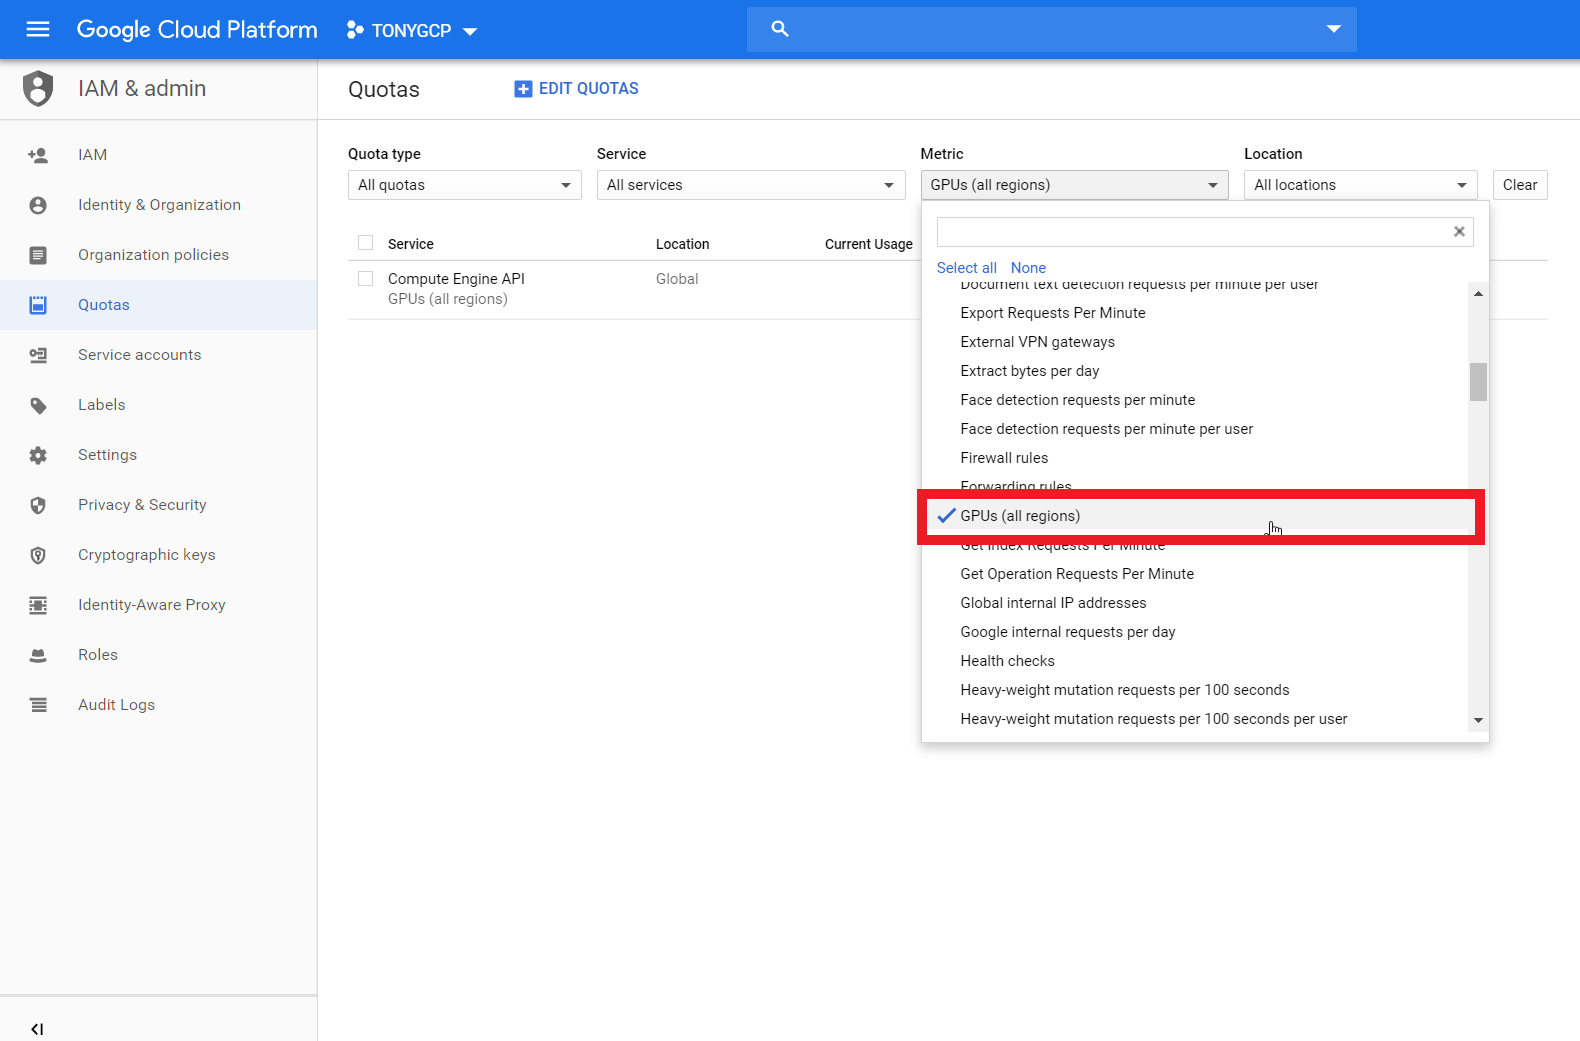 Google Cloud Platform
TONYGCP
IAM & admin
Quotas
EDIT QUOTAS
IAM
Identity & Organization
Organization policies
Quotas
Service accounts
Labels
Settings
Privacy & Security
Cryptographic keys
Identity-Aware Proxy
Roles
Audit Logs
Quota type
Service
Metric
Location
All quotas
All services
GPUs (all regions)
All locations
Clear
Service
Location
Current Usage
Compute Engine API
Global
GPUs (all regions)
Select all
None
Document text detection requests per minute per user
Export Requests Per Minute
External VPN gateways
Extract bytes per day
Face detection requests per minute
Face detection requests per minute per user
Firewall rules
Forwarding rules
GPUs (all regions)
Get Index Requests Per Minute
Get Operation Requests Per Minute
Global internal IP addresses
Google internal requests per day
Health checks
Heavy-weight mutation requests per 100 seconds
Heavy-weight mutation requests per 100 seconds per user